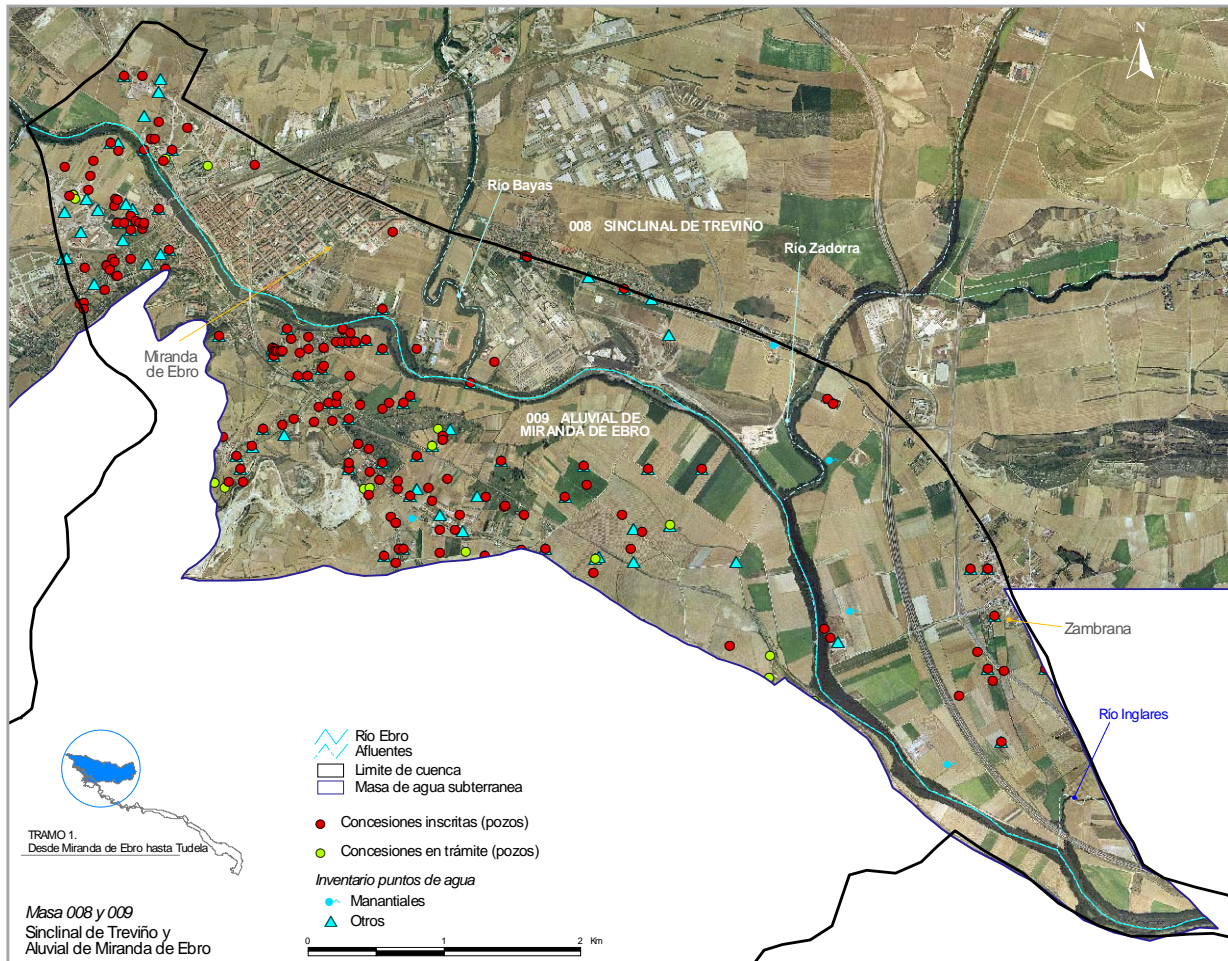 N
Río Bayas
008 SINCLINAL DE TREVIÑO
Río Zadorra
Miranda
de Ebro
009 ALUVIAL DE
MIRANDA DE EBRO
Zambrana
Río Inglares
Río Ebro
Afluentes
Limite de cuenca
Masa de agua subterranea
Concesiones inscritas (pozos)
Concesiones en trámite (pozos)
Inventario puntos de agua
Manantiales
Otros
TRAMO 1.
Desde Miranda de Ebro hasta Tudela
Masa 008 y 009
Sinclinal de Treviño y
Aluvial de Miranda de Ebro
0 1 2 Km